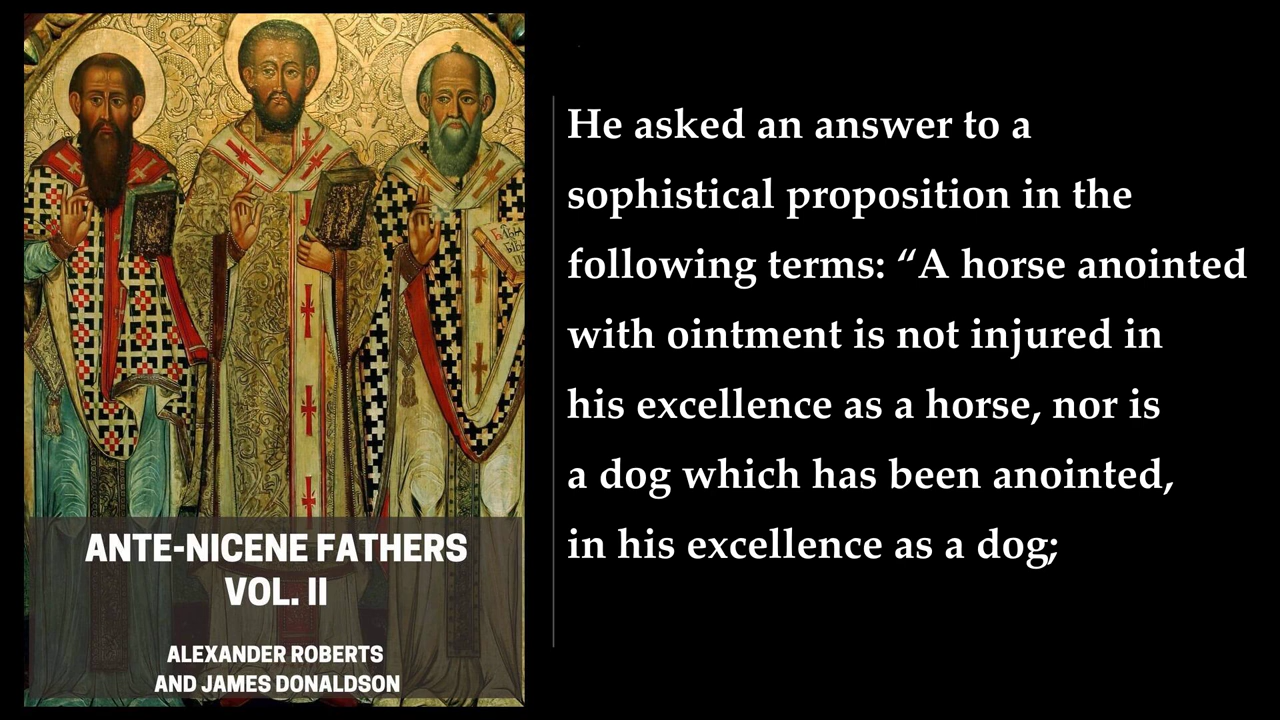 ANTE-NICENE FATHERS
VOL. II
ALEXANDER ROBERTS
AND JAMES DONALDSON
He asked an answer to a
sophistical proposition in the
following terms: “A horse anointed
with ointment is not injured in
his excellence as a horse, nor is
a dog which has been anointed,
in his excellence as a dog;